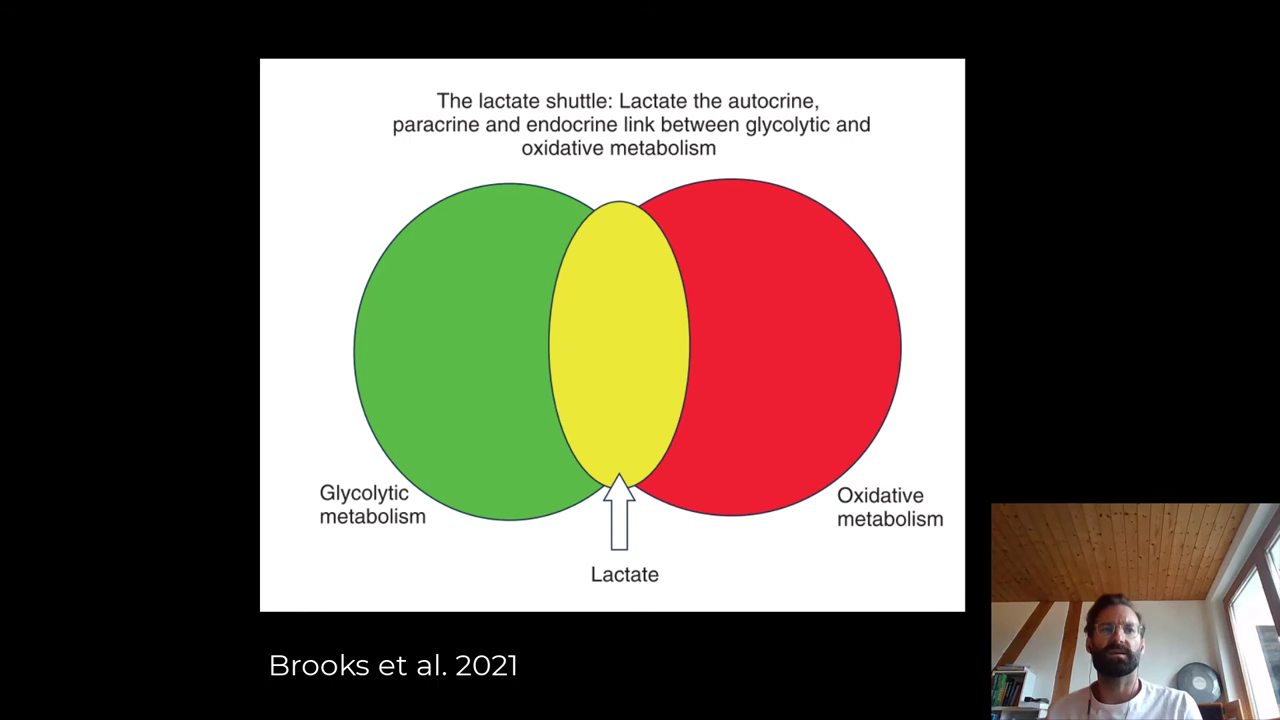 The lactate shuttle: Lactate the autocrine,
paracrine and endocrine link between glycolytic and
oxidative metabolism
Glycolytic
metabolism
Oxidative
metabolism
Lactate
Brooks et al. 2021